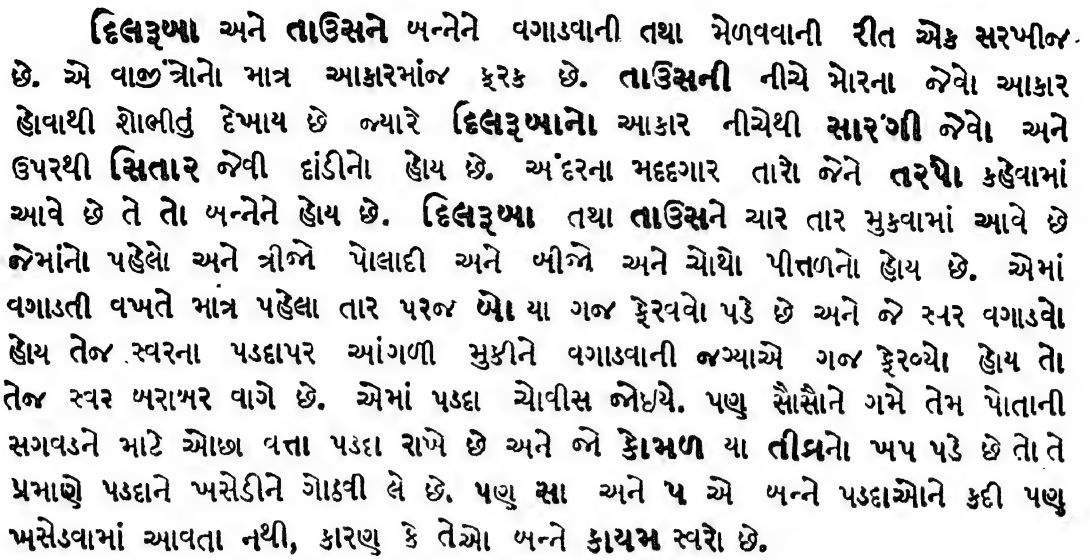 દિલરૂબા અને તાઉસને બન્નેને વગાડવાની તથા મેળવવાની રીત એક સરખીજ
છે. એ વાજીંત્રોનો માત્ર આકારમાંજ ફરક છે. તાઉસની નીચે મોરના જેવો આકાર
હોવાથી શોભીતું દેખાય છે જ્યારે દિલરૂબાનો આકાર નીચેથી સારંગી જેવો અને
ઉપરથી સિતાર જેવી દાંડીનો હોય છે. અંદરના મદદગાર તારો જેને તરપો કહેવામાં
આવે છે તે તો બન્નેને હોય છે. દિલરૂબા તથા તાઉસને ચાર તાર મુકવામાં આવે છે
જેમાંનો પહેલો અને ત્રીજો પોલાદી અને બીજો અને ચોથો પીત્તળનો હોય છે. એમાં
વગાડતી વખતે માત્ર પહેલા તાર પરજ બો યા ગજ ફેરવવો પડે છે અને જે સ્વર વગાડવો
હોય તેજ સ્વરના પડદાપર આંગળી મુકીને વગાડવાની જગ્યાએ ગજ ફેરવ્યો હોય તો
તેજ સ્વર બરાબર વાગે છે. એમાં પડદા ચોવીસ જોઇયે. પણ સૌસૌને ગમે તેમ પોતાની
સગવડને માટે ઓછા વત્તા પડદા રાખે છે અને જો કોમળ યા તીવ્રનો ખપ પડે છે તો તે
પ્રમાણે પડદાને ખસેડીને ગોઠવી લે છે. પણ સા અને પ એ બન્ને પડદાઓને કદી પણ
ખસેડવામાં આવતા નથી, કારણ કે તેઓ બન્ને કાયમ સ્વરો છે.